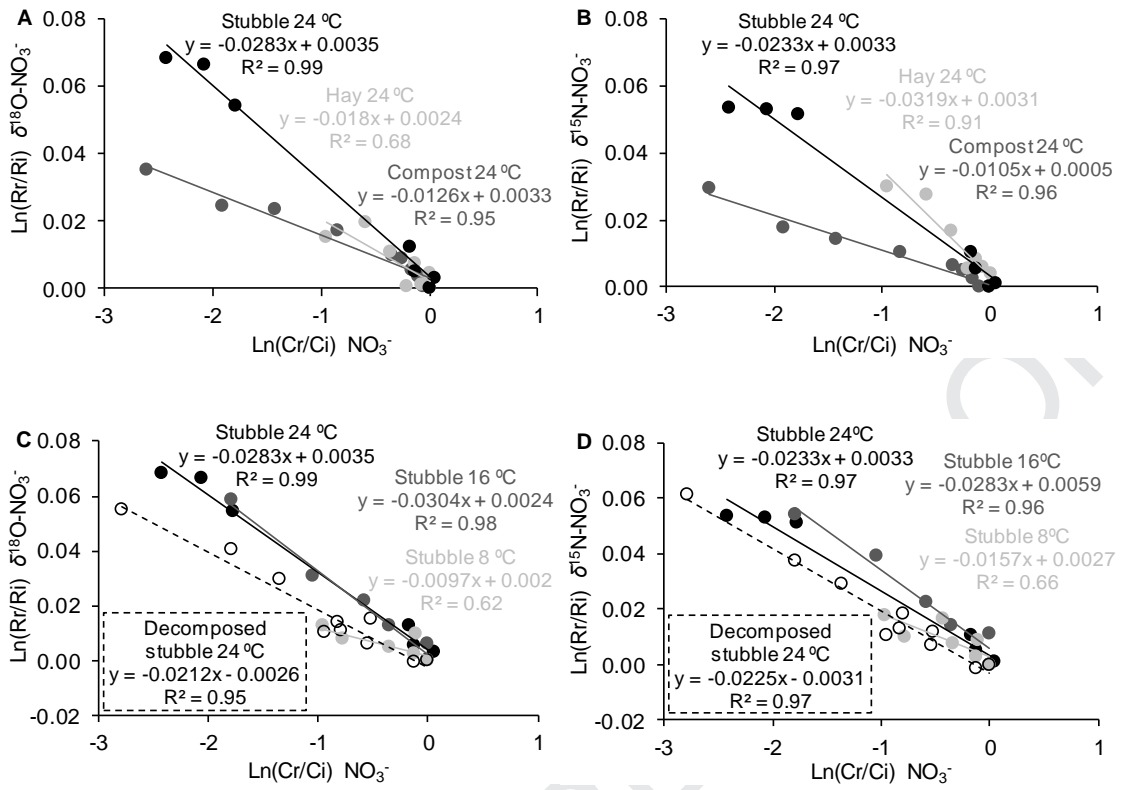 A
Ln(Rr/Ri) δ¹⁸O-NO₃⁻
0.08
0.06
0.04
0.02
0.00
Stubble 24 ºC
y = -0.0283x + 0.0035
R² = 0.99
Hay 24 ºC
y = -0.018x + 0.0024
R² = 0.68
Compost 24 ºC
y = -0.0126x + 0.0033
R² = 0.95
-3 -2 -1 0 1
Ln(Cr/Ci) NO₃⁻
B
Ln(Rr/Ri) δ¹⁵N-NO₃⁻
0.08
0.06
0.04
0.02
0.00
Stubble 24 ºC
y = -0.0233x + 0.0033
R² = 0.97
Hay 24 ºC
y = -0.0319x + 0.0031
R² = 0.91
Compost 24 ºC
y = -0.0105x + 0.0005
R² = 0.96
-3 -2 -1 0 1
Ln(Cr/Ci) NO₃⁻
C
Ln(Rr/Ri) δ¹⁸O-NO₃⁻
0.08
0.06
0.04
0.02
0.00
-0.02
Stubble 24 ºC
y = -0.0283x + 0.0035
R² = 0.99
Stubble 16 ºC
y = -0.0304x + 0.0024
R² = 0.98
Stubble 8 ºC
y = -0.0097x + 0.002
R² = 0.62
Decomposed
stubble 24 ºC
y = -0.0212x - 0.0026
R² = 0.95
-3 -2 -1 0 1
Ln(Cr/Ci) NO₃⁻
D
Ln(Rr/Ri) δ¹⁵N-NO₃⁻
0.08
0.06
0.04
0.02
0.00
-0.02
Stubble 24ºC
y = -0.0233x + 0.0033
R² = 0.97
Stubble 16ºC
y = -0.0283x + 0.0059
R² = 0.96
Stubble 8ºC
y = -0.0157x + 0.0027
R² = 0.66
Decomposed
stubble 24 ºC
y = -0.0225x - 0.0031
R² = 0.97
-3 -2 -1 0 1
Ln(Cr/Ci) NO₃⁻